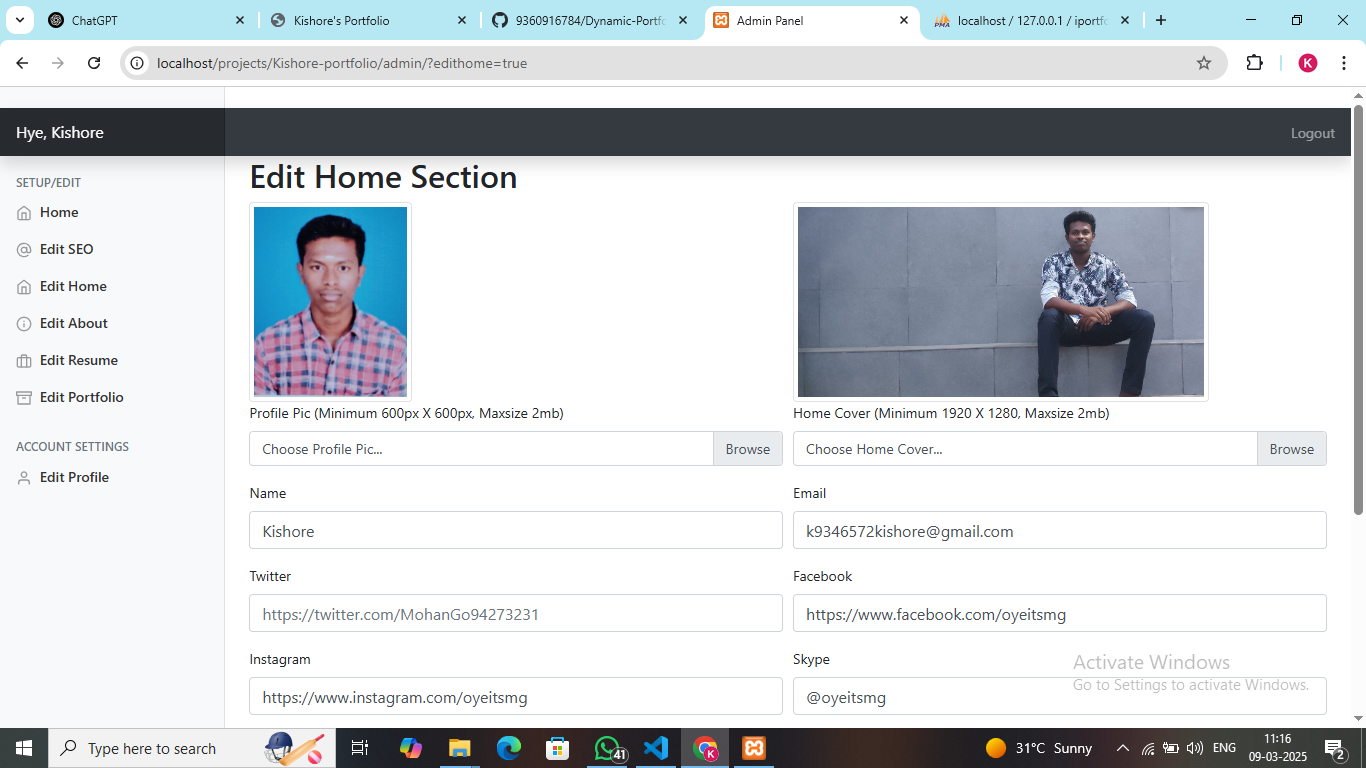 ChatGPT
Kishore's Portfolio
9360916784/Dynamic-Portfo
Admin Panel
localhost / 127.0.0.1 / iportfo
PMA
localhost/projects/Kishore-portfolio/admin/?edithome=true
K
Hye, Kishore
Logout
SETUP/EDIT
Home
Edit SEO
Edit Home
Edit About
Edit Resume
Edit Portfolio
ACCOUNT SETTINGS
Edit Profile
Edit Home Section
Profile Pic (Minimum 600px X 600px, Maxsize 2mb)
Home Cover (Minimum 1920 X 1280, Maxsize 2mb)
Choose Profile Pic...
Browse
Choose Home Cover...
Browse
Name
Email
Kishore
k9346572kishore@gmail.com
Twitter
Facebook
https://twitter.com/MohanGo94273231
https://www.facebook.com/oyeitsmg
Instagram
Skype
https://www.instagram.com/oyeitsmg
@oyeitsmg
Activate Windows
Go to Settings to activate Windows.
Type here to search
41
K
31°C Sunny
ENG
11:16
09-03-2025
2